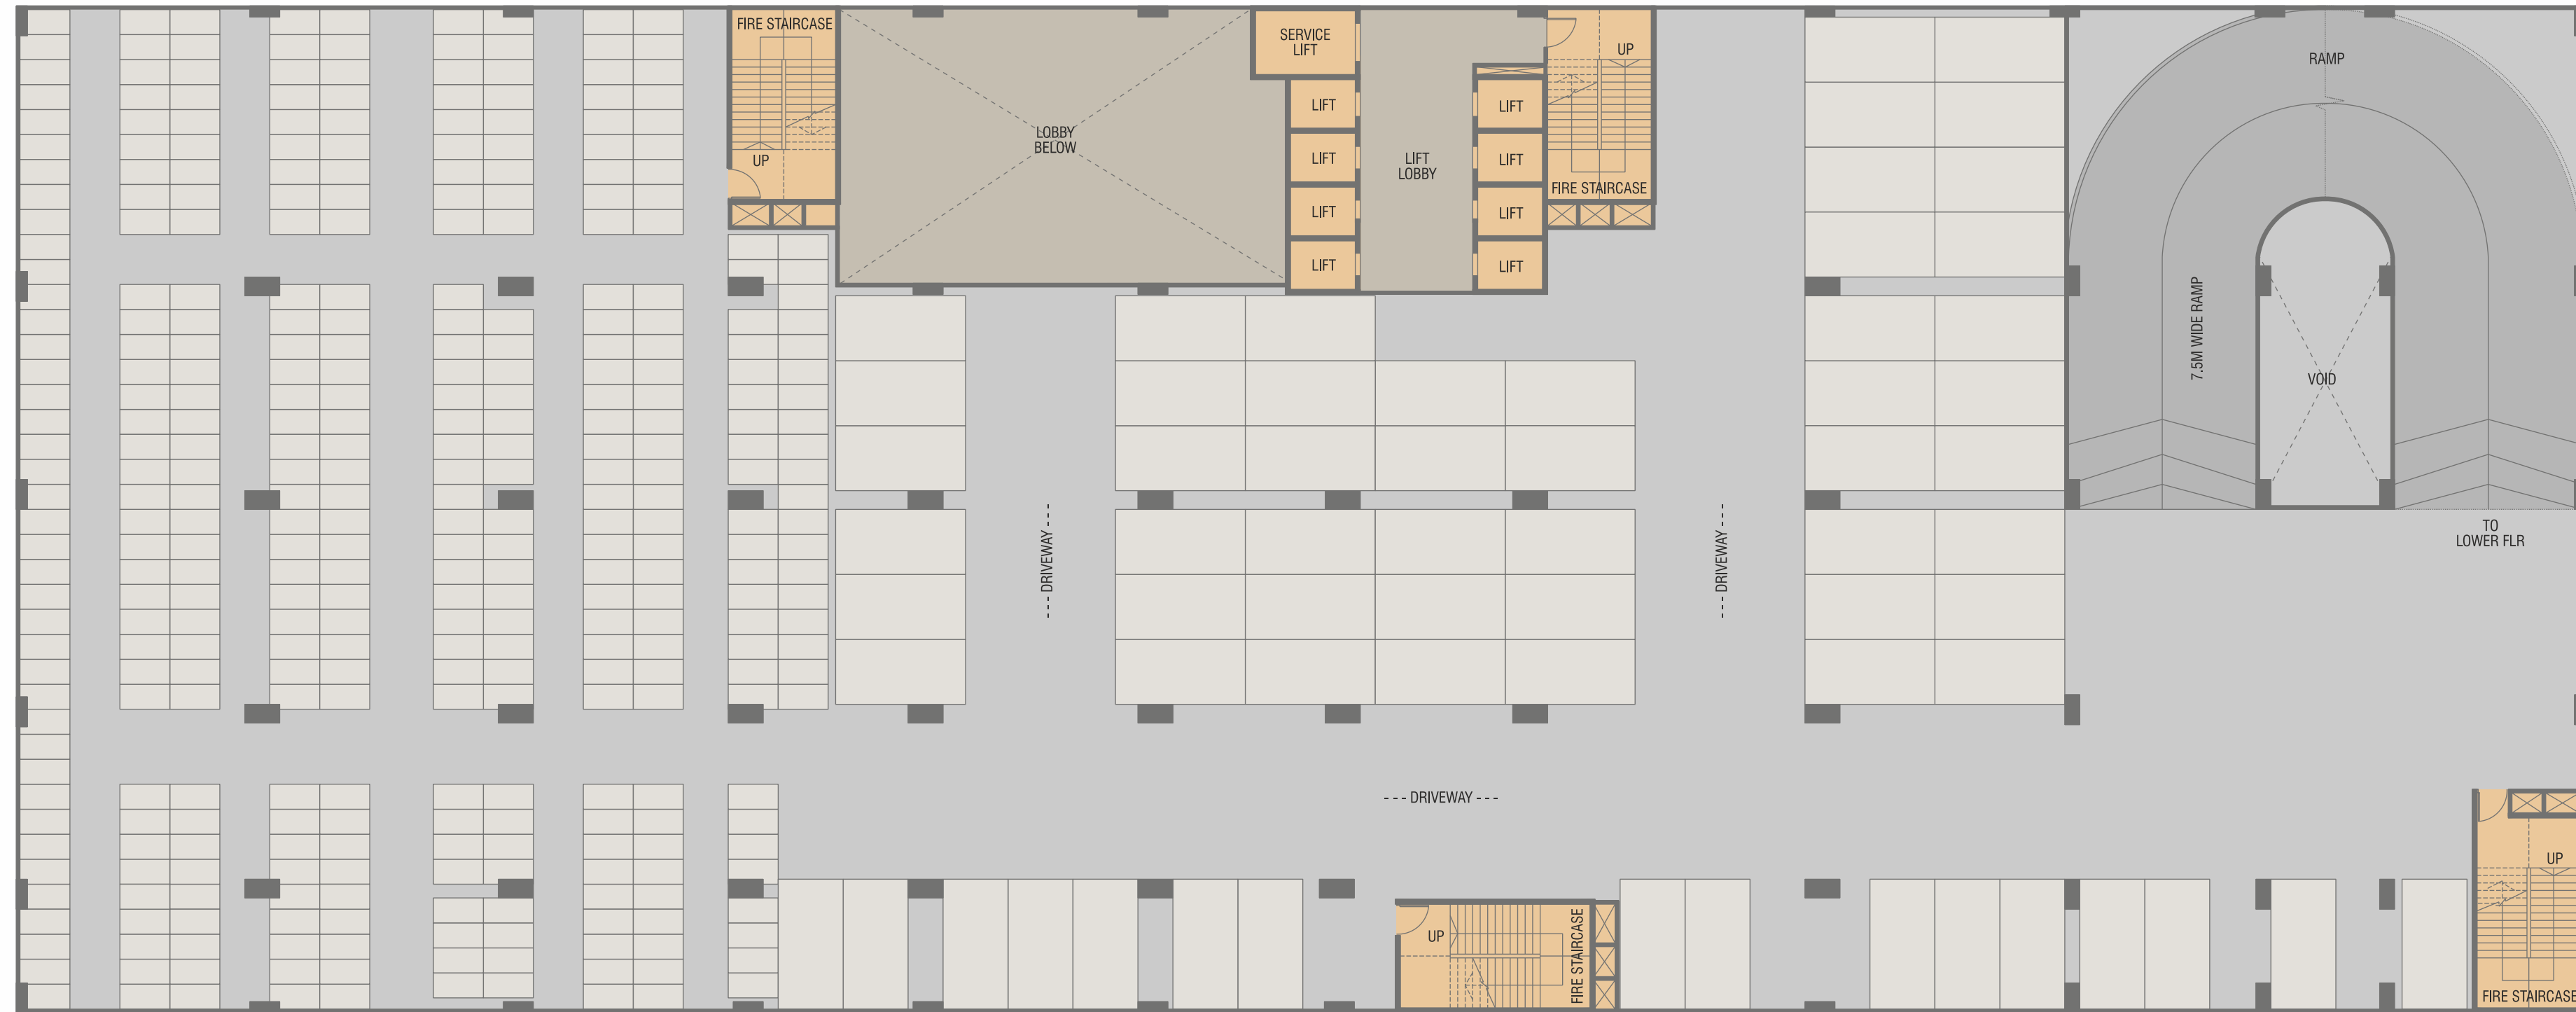 FIRE STAIRCASE
UP
LOBBY
BELOW
SERVICE
LIFT
LIFT
LIFT
LIFT
LIFT
LIFT
LOBBY
LIFT
LIFT
LIFT
LIFT
UP
FIRE STAIRCASE
RAMP
7.5M WIDE RAMP
VOID
TO
LOWER FLR
--- DRIVEWAY ---
--- DRIVEWAY ---
--- DRIVEWAY ---
UP
FIRE STAIRCASE
UP
FIRE STAIRCASE